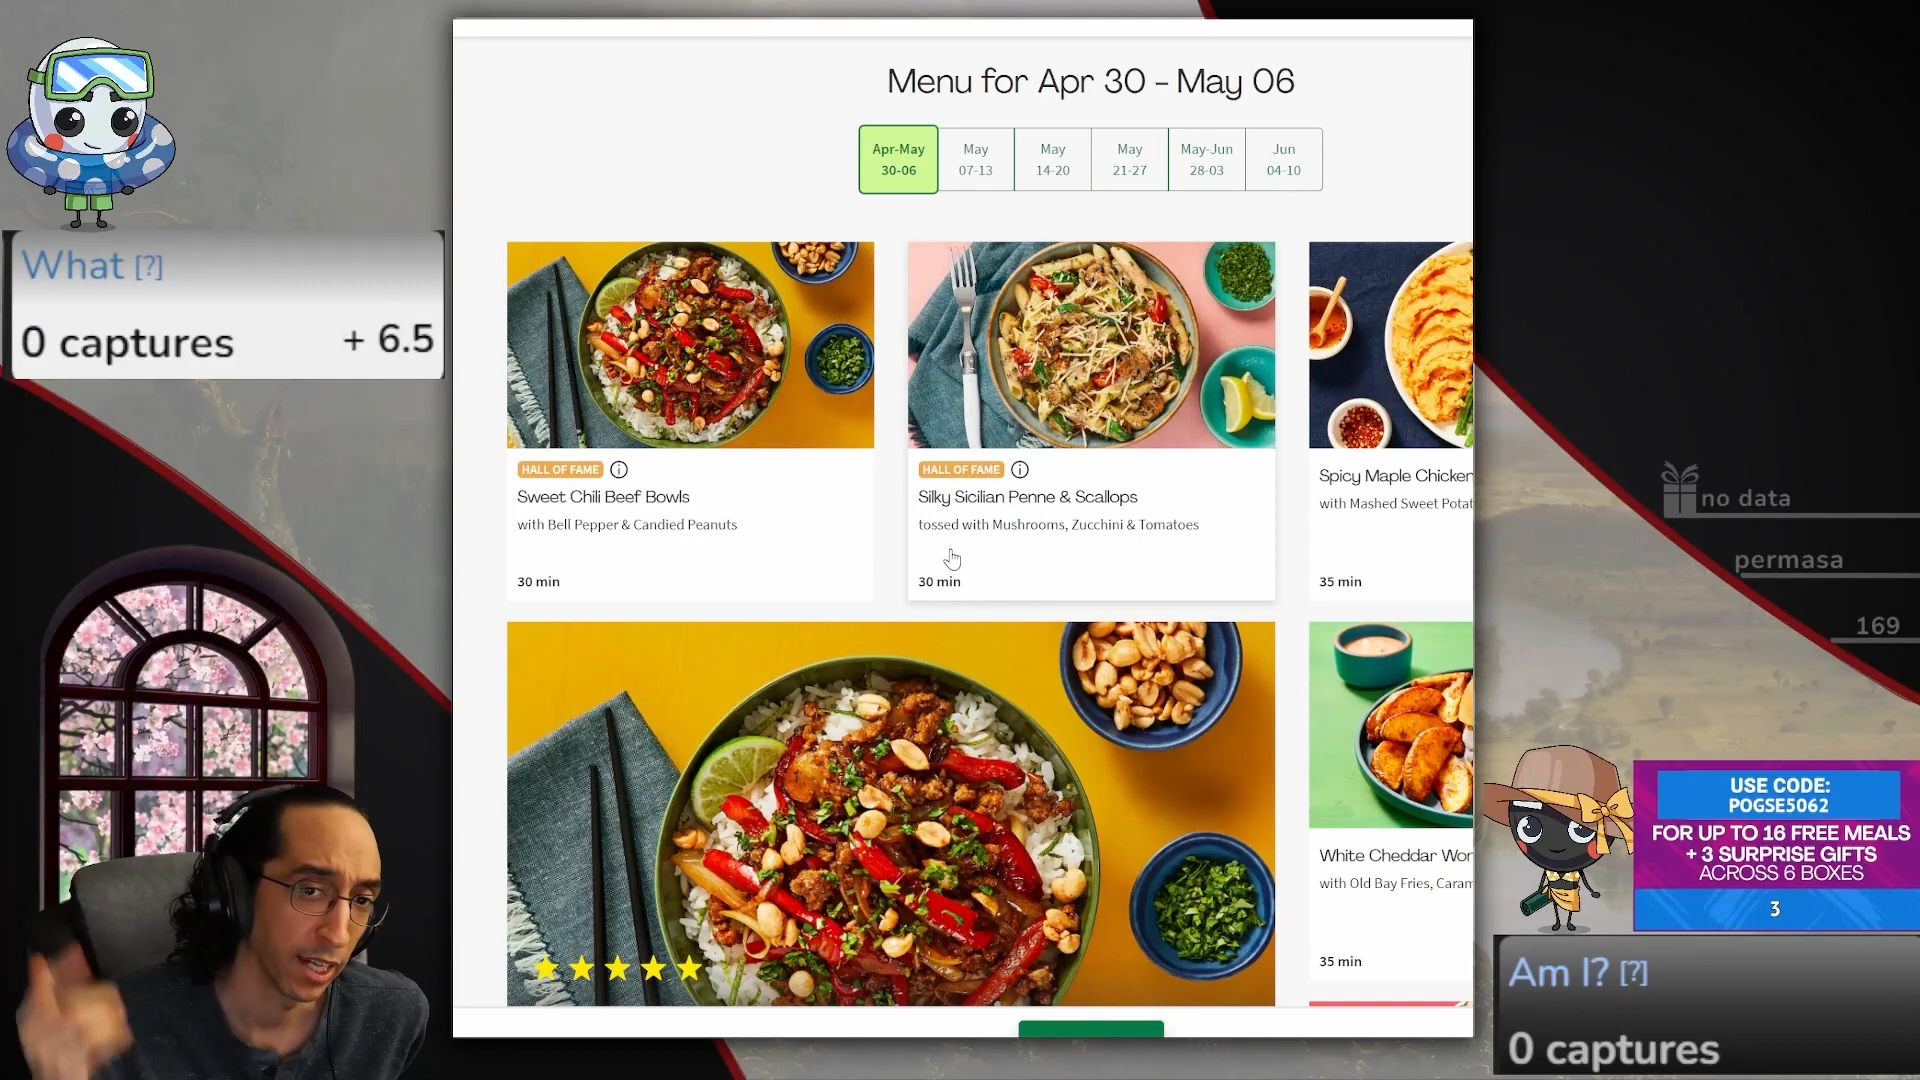 Menu for Apr 30 - May 06
Apr-May
30-06
May
07-13
May
14-20
May
21-27
May-Jun
28-03
Jun
04-10
What [?]
0 captures
+ 6.5
HALL OF FAME
Sweet Chili Beef Bowls
with Bell Pepper & Candied Peanuts
30 min
HALL OF FAME
Silky Sicilian Penne & Scallops
tossed with Mushrooms, Zucchini & Tomatoes
30 min
Spicy Maple Chicken
with Mashed Sweet Potat
35 min
White Cheddar Wor
with Old Bay Fries, Caram
35 min
no data
permasa
169
USE CODE:
POGSE5062
FOR UP TO 16 FREE MEALS
+ 3 SURPRISE GIFTS
ACROSS 6 BOXES
3
Am I? [?]
0 captures